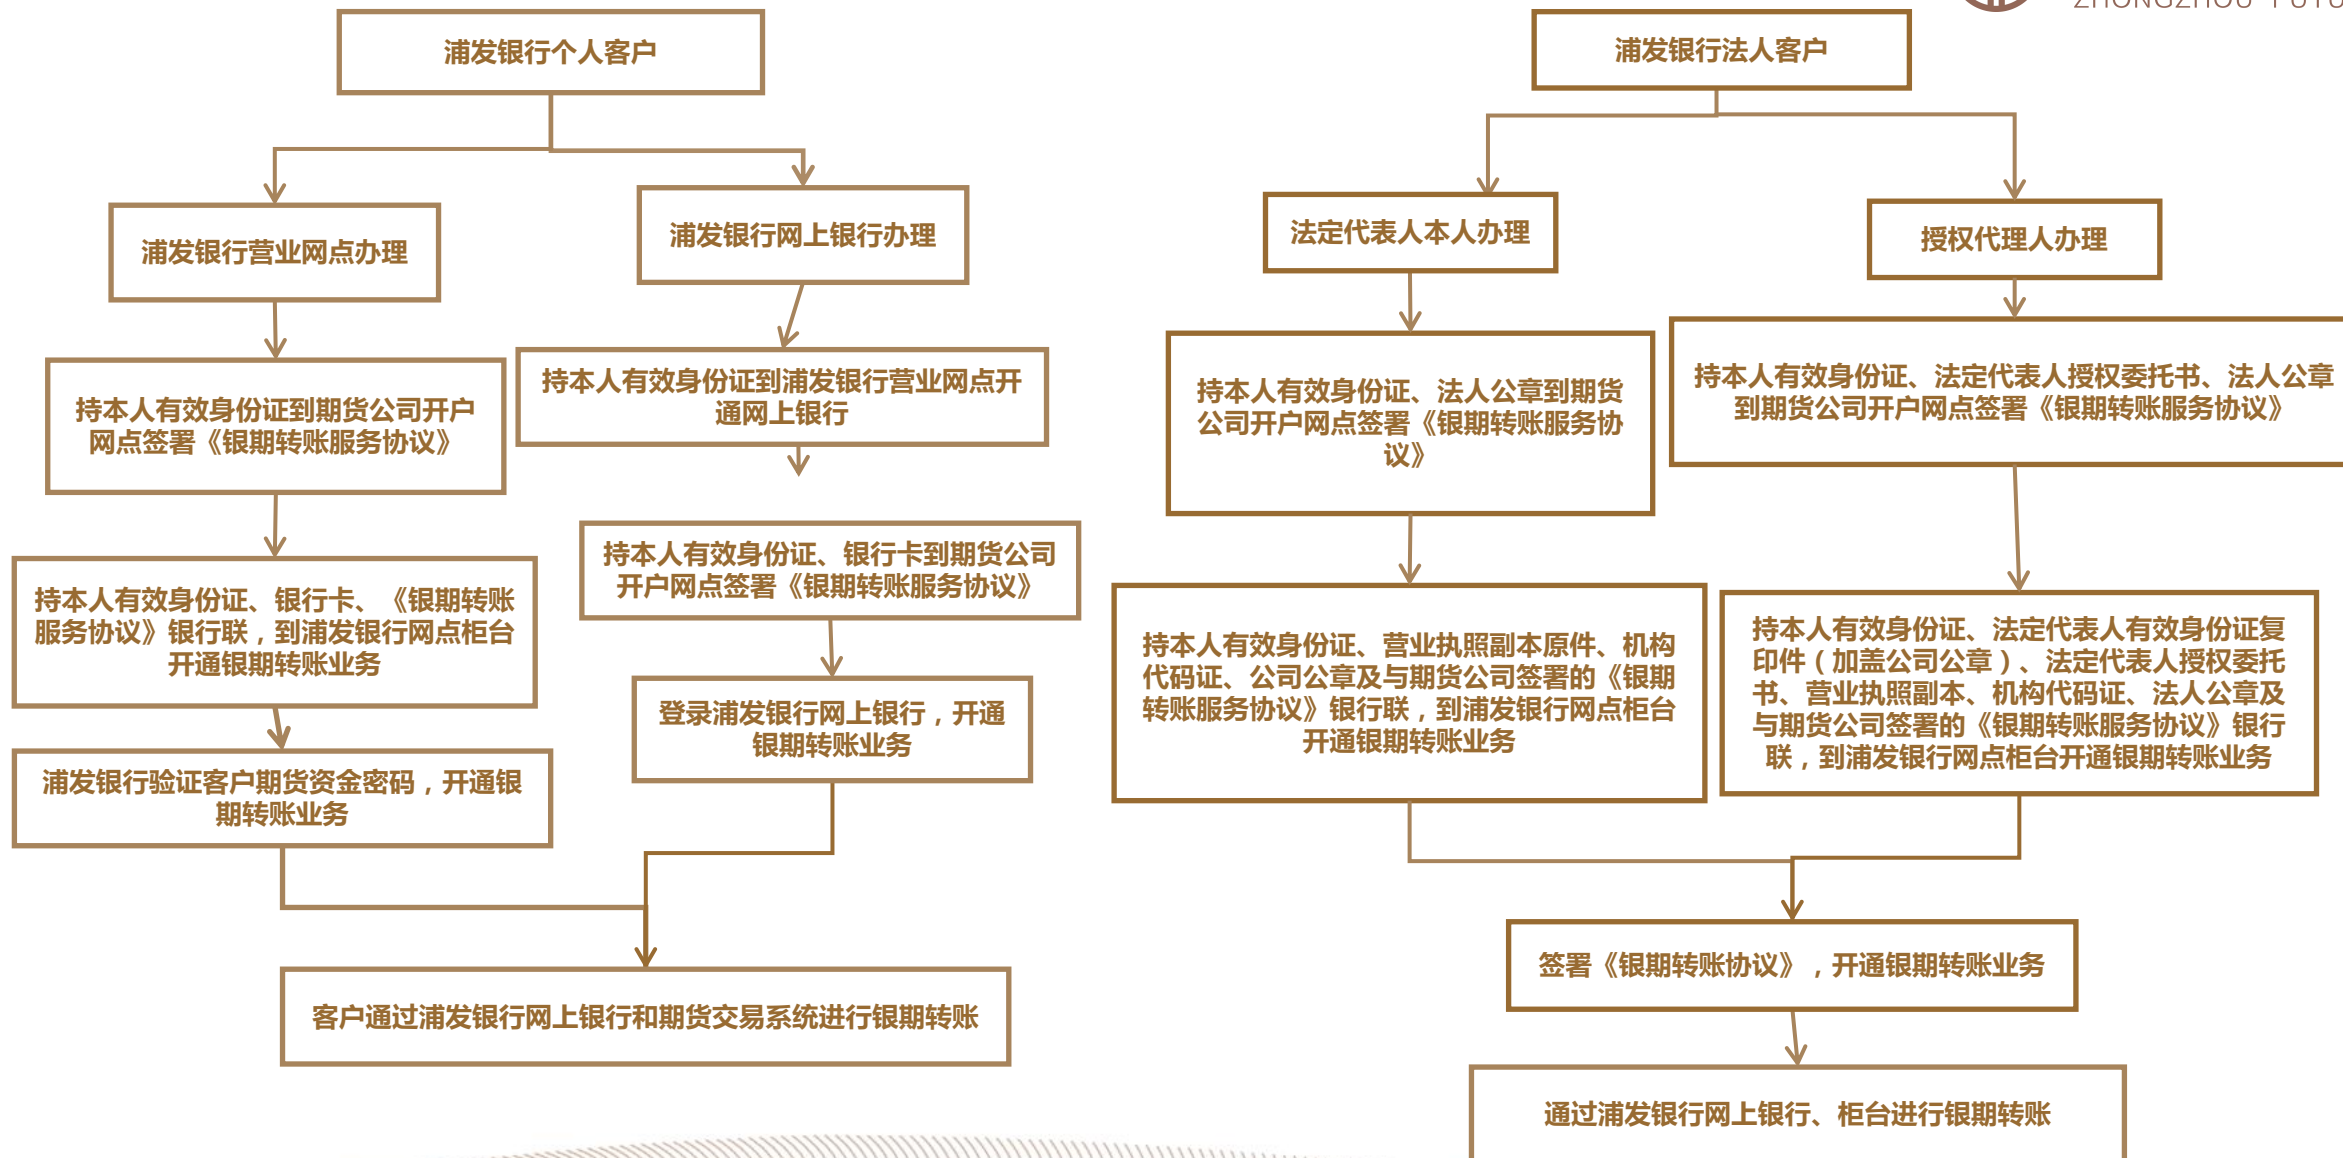 ZHONGZHOU FUTU
浦发银行个人客户
浦发银行营业网点办理
浦发银行网上银行办理
持本人有效身份证到期货公司开户
网点签署《银期转账服务协议》
持本人有效身份证到浦发银行营业网点开
通网上银行
持本人有效身份证、银行卡、《银期转账
服务协议》银行联，到浦发银行网点柜台
开通银期转账业务
持本人有效身份证、银行卡到期货公司
开户网点签署《银期转账服务协议》
浦发银行验证客户期货资金密码，开通银
期转账业务
登录浦发银行网上银行，开通
银期转账业务
客户通过浦发银行网上银行和期货交易系统进行银期转账
浦发银行法人客户
法定代表人本人办理
授权代理人办理
持本人有效身份证、法人公章到期货
公司开户网点签署《银期转账服务协
议》
持本人有效身份证、法定代表人授权委托书、法人公章
到期货公司开户网点签署《银期转账服务协议》
持本人有效身份证、营业执照副本原件、机构
代码证、公司公章及与期货公司签署的《银期
转账服务协议》银行联，到浦发银行网点柜台
开通银期转账业务
持本人有效身份证、法定代表人有效身份证复
印件（加盖公司公章）、法定代表人授权委托
书、营业执照副本、机构代码证、法人公章及
与期货公司签署的《银期转账服务协议》银行
联，到浦发银行网点柜台开通银期转账业务
签署《银期转账协议》，开通银期转账业务
通过浦发银行网上银行、柜台进行银期转账